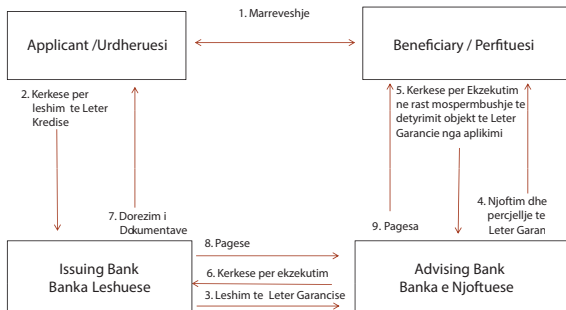 1. Marreveshje
Applicant /Urdheruesi
Beneficiary / Perfituesi
2. Kerkese per
leshim te Leter
Kredise
5. Kerkese per Ekzekutim
ne rast mospermbushje te
detyrimit objekt te Leter
Garancie nga aplikimi
7. Dorezim i
Dokumentave
9. Pagesa
4. Njoftim dhe
percjellje te
Leter Garan
8. Pagese
6. Kerkese per ekzekutim
3. Leshim te Leter Garancise
Issuing Bank
Banka Leshuese
Advising Bank
Banka e Njoftuese